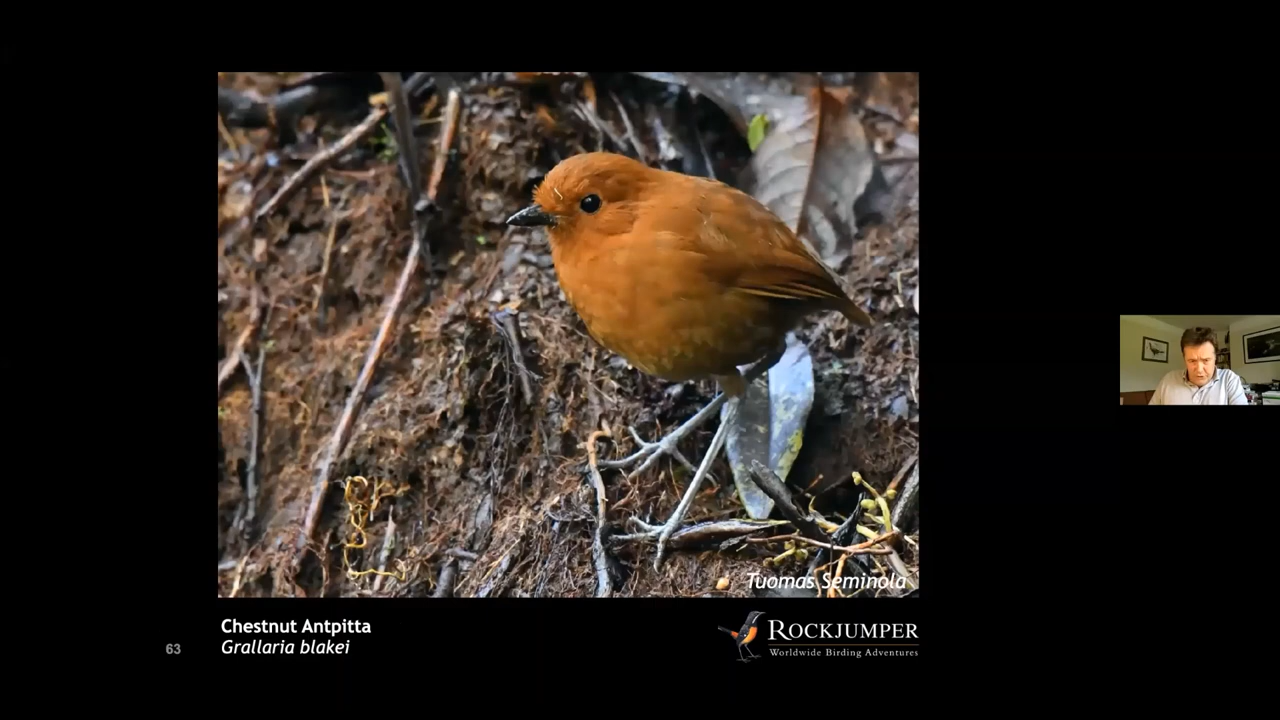 Tuomas Seminola
Chestnut Antpitta
Grallaria blakei
63
ROCKJUMPER
Worldwide Birding Adventures